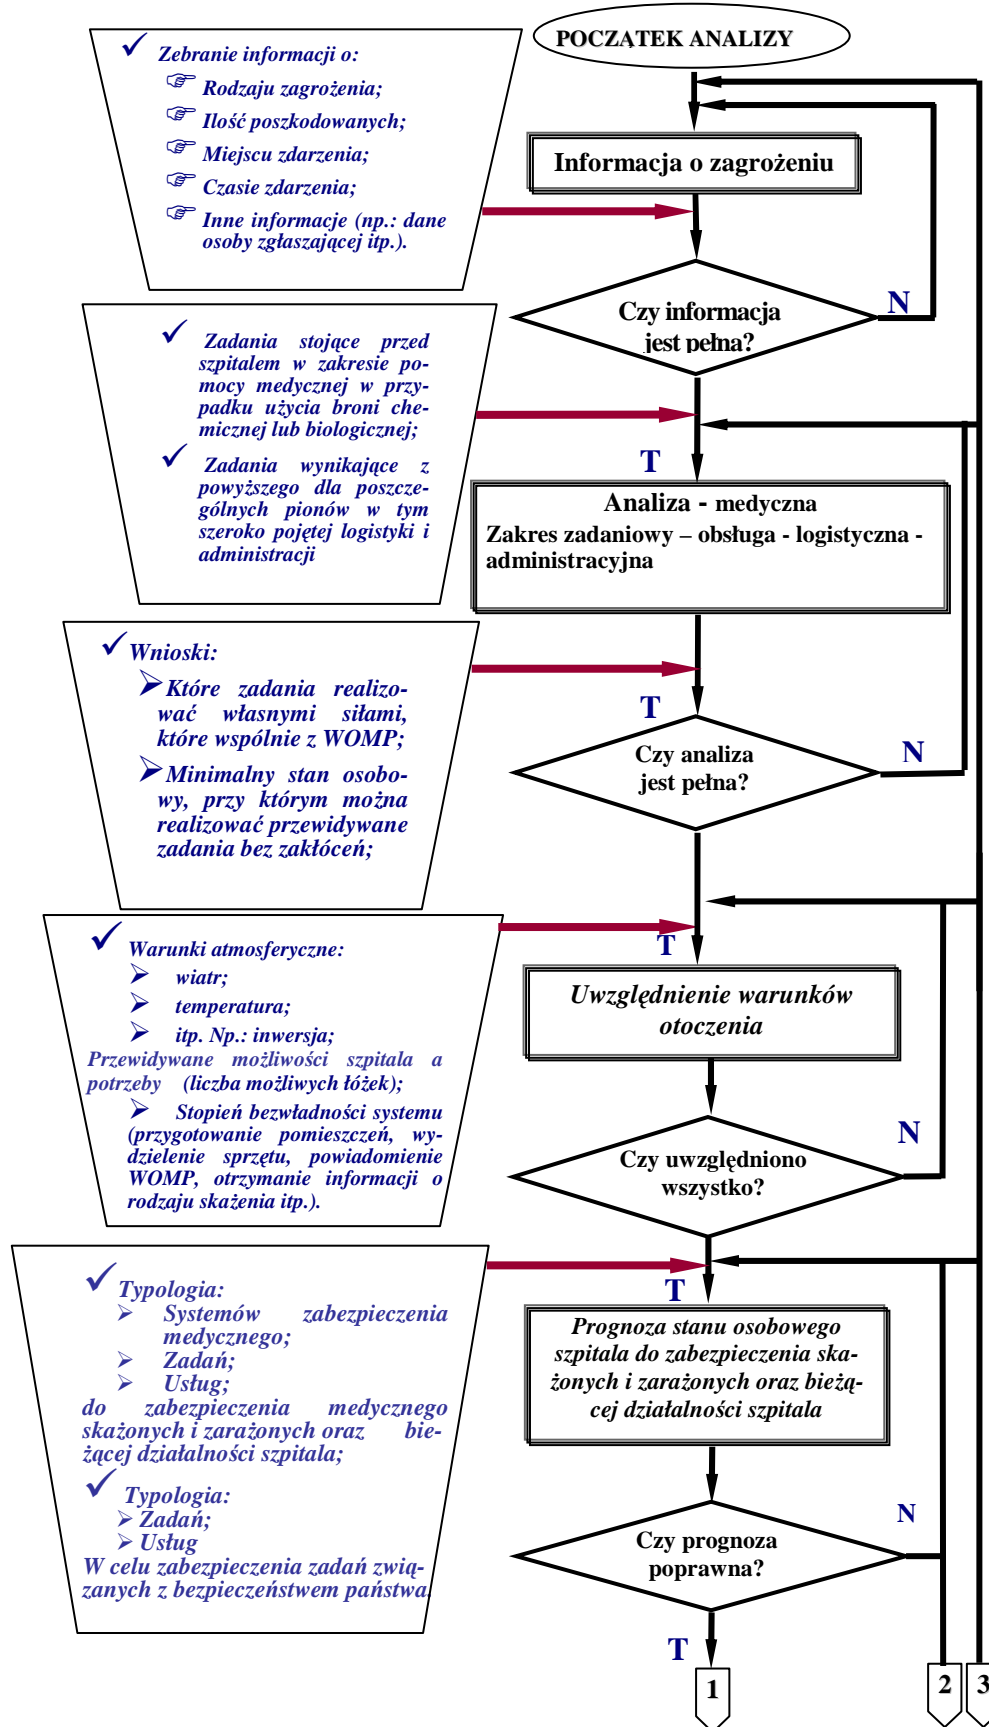 POCZATEK ANALIZY
Zebranie informacji o:
Rodzaju zagrożenia;
Ilość poszkodowanych;
Miejscu zdarzenia;
Czasie zdarzenia;
Inne informacje (np.: dane
osoby zgłaszającej itp.).
Informacja o zagrożeniu
Czy informacja
jest pełna?
N
Zadania stojące przed
szpitalem w zakresie po-
mocy medycznej w przy-
padku użycia broni che-
micznej lub biologicznej;
Zadania wynikające z
powyższego dla poszcze-
gólnych pionów w tym
szeroko pojętej logistyki i
administracji
T
Analiza - medyczna
Zakres zadaniowy – obsługa - logistyczna -
administracyjna
Wnioski:
Które zadania realizo-
wać własnymi siłami,
które wspólnie z WOMP;
Minimalny stan osobo-
wy, przy którym można
realizować przewidywane
zadania bez zakłóceń;
T
Czy analiza
jest pełna?
N
Warunki atmosferyczne:
wiatr;
temperatura;
itp. Np.: inwersja;
Przewidywane możliwości szpitala a
potrzeby (liczba możliwych łóżek);
Stopień bezwładności systemu
(przygotowanie pomieszczeń, wy-
dzielenie sprzętu, powiadomienie
WOMP, otrzymanie informacji o
rodzaju skażenia itp.).
T
Uwzględnienie warunków
otoczenia
N
Czy uwzględniono
wszystko?
Typologia:
Systemów zabezpieczenia
medycznego;
Zadań;
Usług;
do zabezpieczenia medycznego
skażonych i zarażonych oraz bie-
żącej działalności szpitala;
Typologia:
Zadań;
Usług
W celu zabezpieczenia zadań zwią-
zanych z bezpieczeństwem państwa.
T
Prognoza stanu osobowego
szpitala do zabezpieczenia ska-
żonych i zarażonych oraz bieżą-
cej działalności szpitala
N
Czy prognoza
poprawna?
T
1
2
3